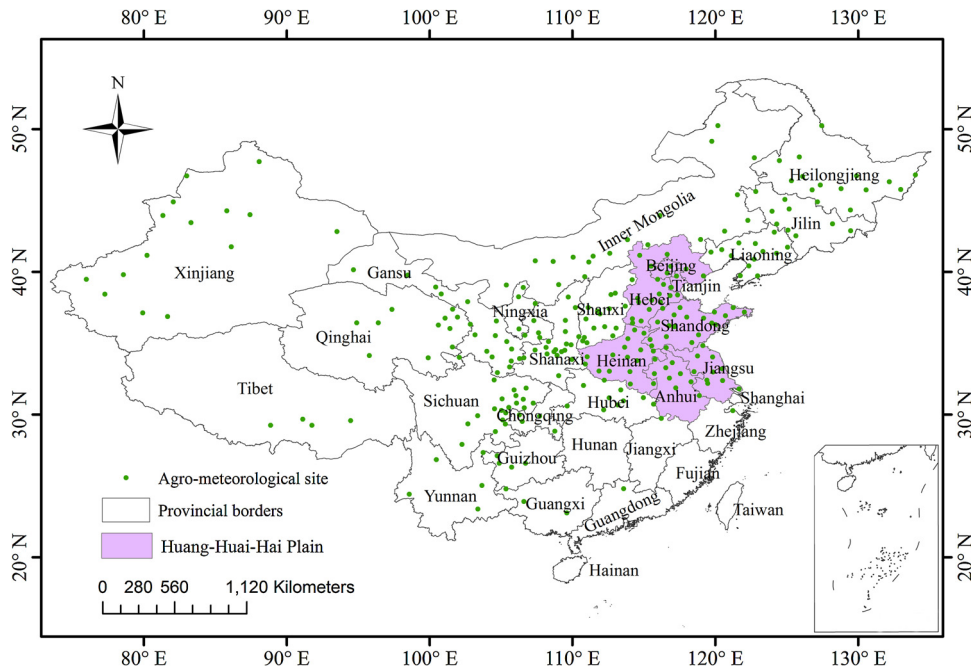 80° E 90° E 100° E 110° E 120° E 130° E
N
50° N 50° N
Heilongjiang
Inner Mongolia
Jilin
Xinjiang
Gansu
Beijing
Liaoning
40° N 40° N
Tianjin
Qinghai
Ningxia
Shanxi
Hebei
Shandong
Shanaxi
Heinan
Jiangsu
Tibet
Sichuan
Hubei
Anhui
Shanghai
30° N 30° N
Chongqing
Zhejiang
Hunan
Jiangxi
Guizhou
Fujian
Agro-meteorological site
Yunnan
Guangxi
Guangdong
Taiwan
Provincial borders
Huang-Huai-Hai Plain
20° N 20° N
Hainan
0 280 560 1,120 Kilometers
80° E 90° E 100° E 110° E 120° E 130° E